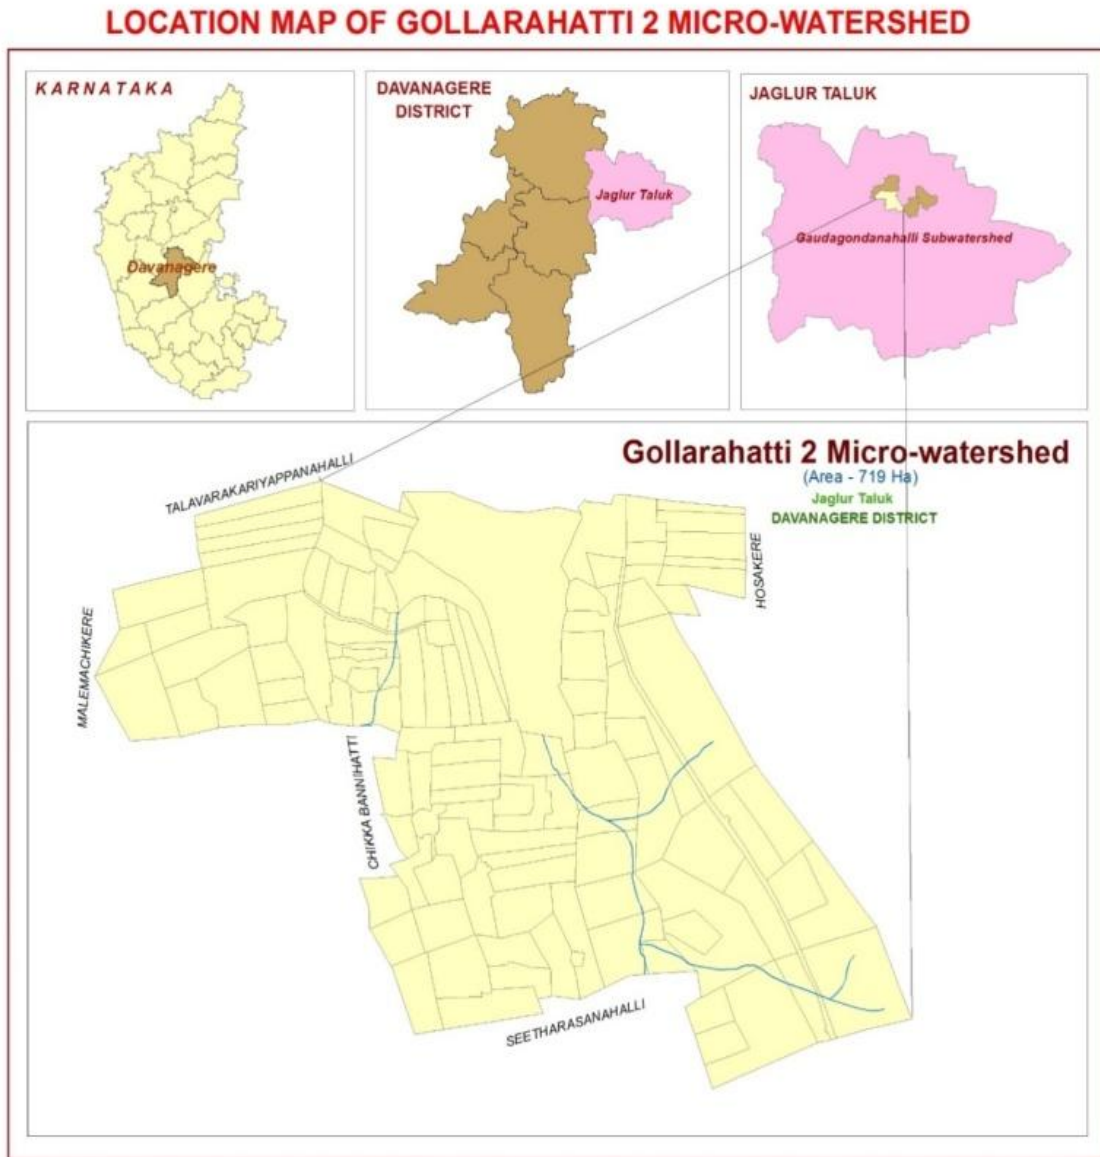 LOCATION MAP OF GOLLARAHATTI 2 MICRO-WATERSHED
KARNATAKA
Davanagere
DAVANAGERE
DISTRICT
Jaglur Taluk
JAGLUR TALUK
Gaudagondanahalli Subwatershed
Gollarahatti 2 Micro-watershed
(Area - 719 Ha)
Jaglur Taluk
DAVANAGERE DISTRICT
TALAVARAKARIYAPPANAHALLI
HOSAKERE
MALEMACHIKERE
CHIKKA BANNIHATTI
SEETHARASANAHALLI